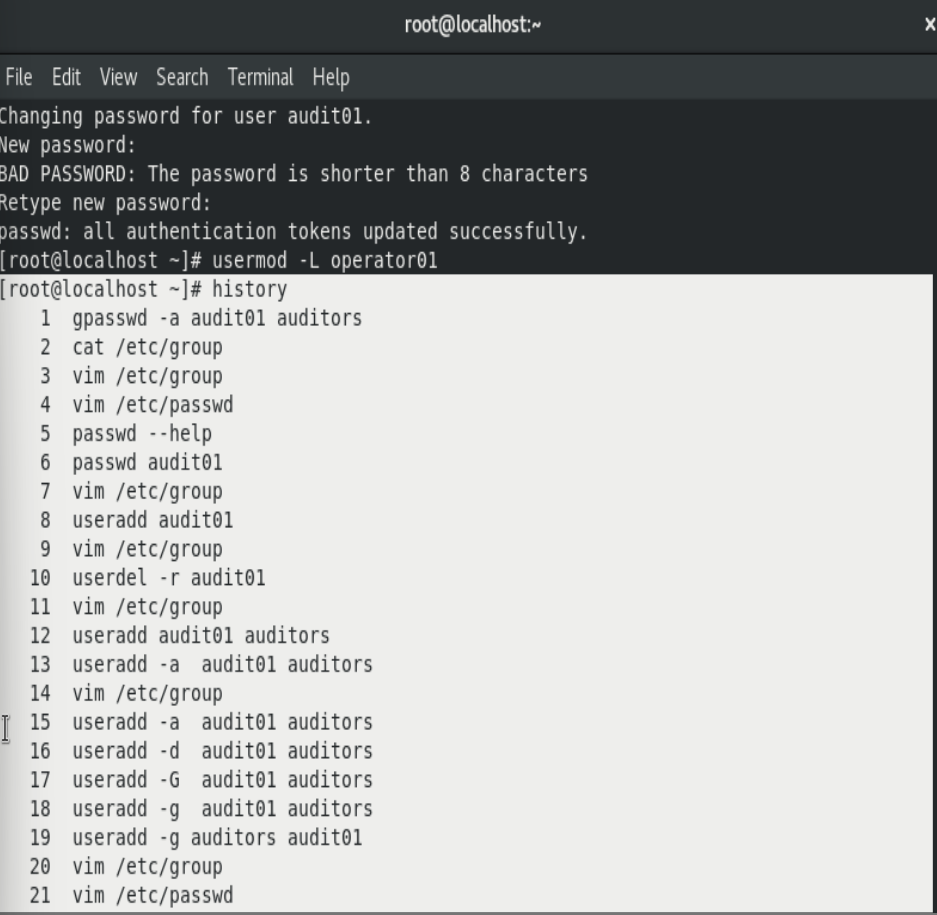 root@localhost:~ ×
File Edit View Search Terminal Help
Changing password for user audit01.
New password:
BAD PASSWORD: The password is shorter than 8 characters
Retype new password:
passwd: all authentication tokens updated successfully.
[root@localhost ~]# usermod -L operator01
[root@localhost ~]# history
1 gpasswd -a audit01 auditors
2 cat /etc/group
3 vim /etc/group
4 vim /etc/passwd
5 passwd --help
6 passwd audit01
7 vim /etc/group
8 useradd audit01
9 vim /etc/group
10 userdel -r audit01
11 vim /etc/group
12 useradd audit01 auditors
13 useradd -a  audit01 auditors
14 vim /etc/group
15 useradd -a  audit01 auditors
16 useradd -d  audit01 auditors
17 useradd -G  audit01 auditors
18 useradd -g  audit01 auditors
19 useradd -g auditors audit01
20 vim /etc/group
21 vim /etc/passwd